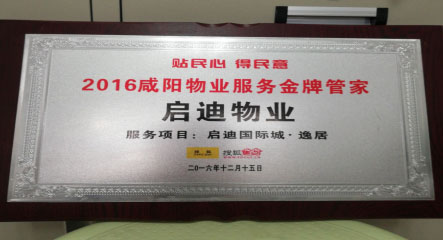 贴民心 得民意
2016咸阳物业服务金牌管家
启迪物业
服务项目：启迪国际城·逸居
搜狐
二〇一六年十二月十五日